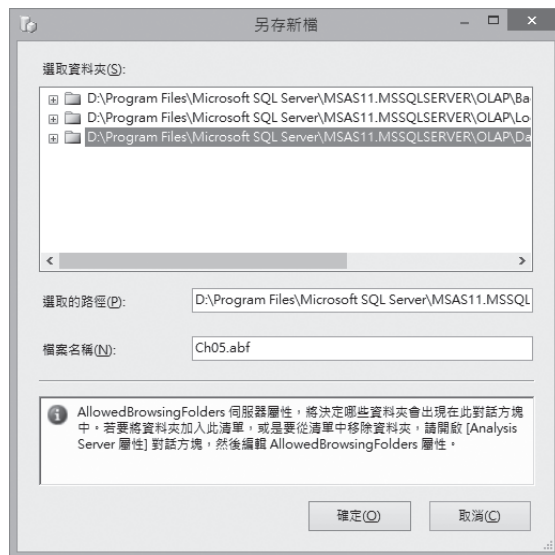 另存新檔
選取資料夾(S):
D:\Program Files\Microsoft SQL Server\MSAS11.MSSQLSERVER\OLAP\Ba
D:\Program Files\Microsoft SQL Server\MSAS11.MSSQLSERVER\OLAP\Lo
D:\Program Files\Microsoft SQL Server\MSAS11.MSSQLSERVER\OLAP\Da
選取的路徑(P):
D:\Program Files\Microsoft SQL Server\MSAS11.MSSQL
檔案名稱(N):
Ch05.abf
AllowedBrowsingFolders 伺服器屬性，將決定哪些資料夾會出現在此對話方塊
中。若要將資料夾加入此清單，或是要從清單中移除資料夾，請開啟 [Analysis
Server 屬性] 對話方塊，然後編輯 AllowedBrowsingFolders 屬性。
確定(O)
取消(C)